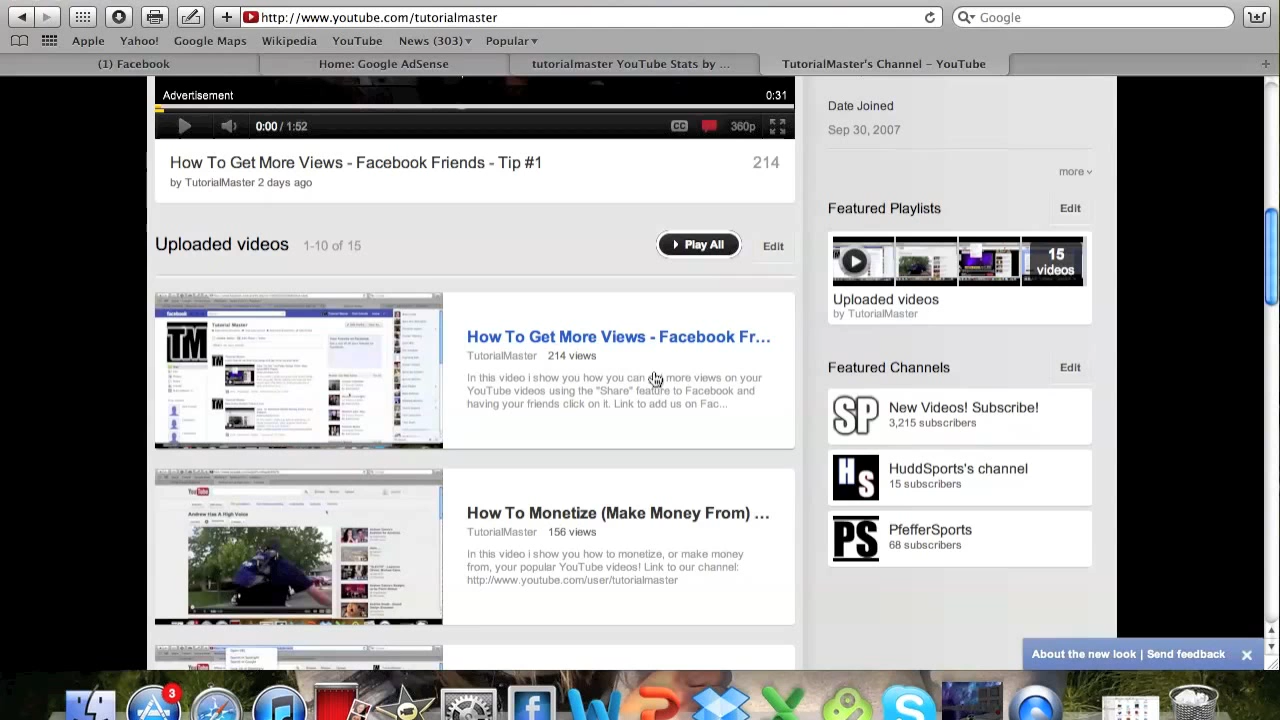 http://www.youtube.com/tutorialmaster
Google
Apple Yahoo! Google Maps Wikipedia YouTube News (303) Popular
(1) Facebook
Home: Google AdSense
tutorialmaster YouTube Stats by ...
TutorialMaster's Channel – YouTube
Advertisement
0:31
0:00 / 1:52
CC
360p
How To Get More Views - Facebook Friends - Tip #1
214
by TutorialMaster 2 days ago
Uploaded videos 1-10 of 15
Play All
Edit
How To Get More Views - Facebook Fr...
TutorialMaster 214 views
In this video show you how you can get more views on your
YouTube videos using the "Share" feature to Facebook and
having your friends click on it. Link to add us on Fac...
Andrew Has A High Voice
How To Monetize (Make Money From) ...
TutorialMaster 156 views
In this video i show you how to monetize, or make money
from, your popular YouTube videos! Link to our channel:
http://www.youtube.com/user/tutorialmaster
Date Joined
Sep 30, 2007
more
Featured Playlists
Edit
15
videos
Uploaded videos
by TutorialMaster
Featured Channels
Edit
SP
New Videos! Subscribe!
3,215 subscribers
HS
HuddSports's channel
15 subscribers
PS
PfefferSports
68 subscribers
About the new look | Send feedback
TM
3